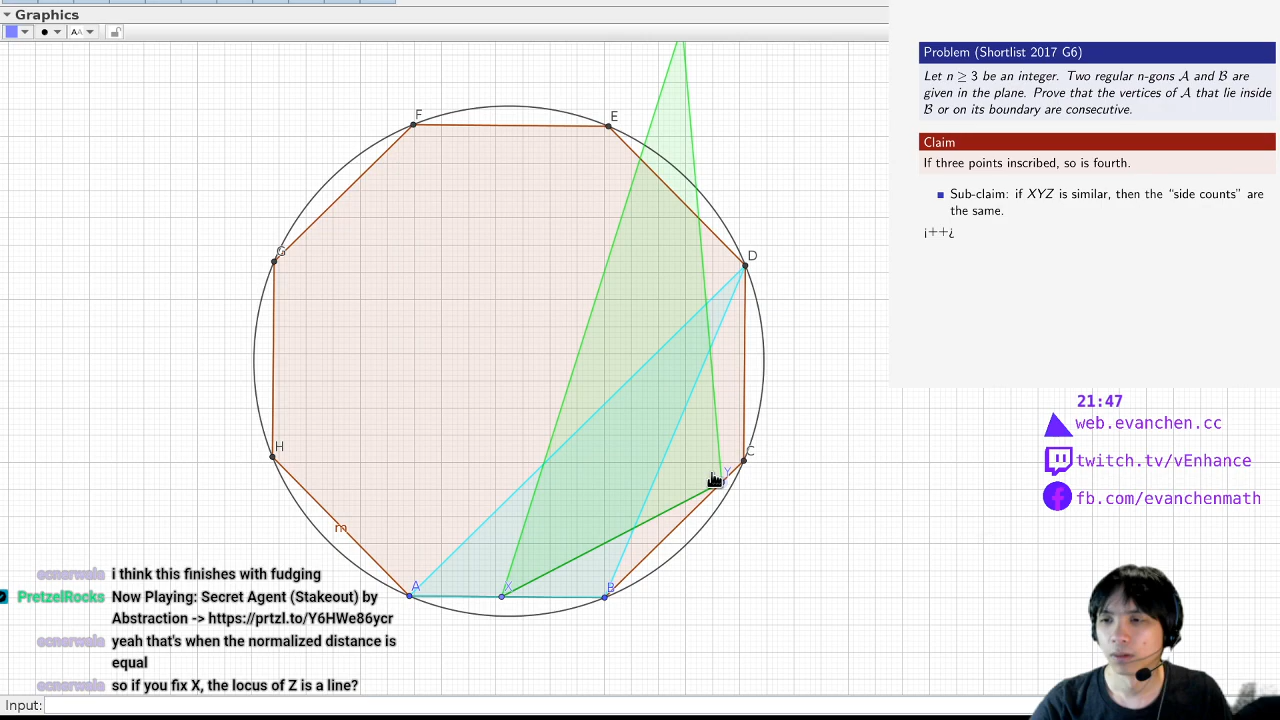 Graphics
AA
Problem (Shortlist 2017 G6)
Let n ≥ 3 be an integer. Two regular n-gons 𝒜 and ℬ are
given in the plane. Prove that the vertices of 𝒜 that lie inside
ℬ or on its boundary are consecutive.
Claim
If three points inscribed, so is fourth.
Sub-claim: if XYZ is similar, then the “side counts” are
the same.
¡++¿
F
E
G
D
H
C
Y
m
A
X
B
21:47
web.evanchen.cc
twitch.tv/vEnhance
fb.com/evanchenmath
i think this finishes with fudging
PretzelRocks Now Playing: Secret Agent (Stakeout) by
Abstraction -> https://prtzl.to/Y6HWe86ycr
yeah that's when the normalized distance is
equal
so if you fix X, the locus of Z is a line?
Input: